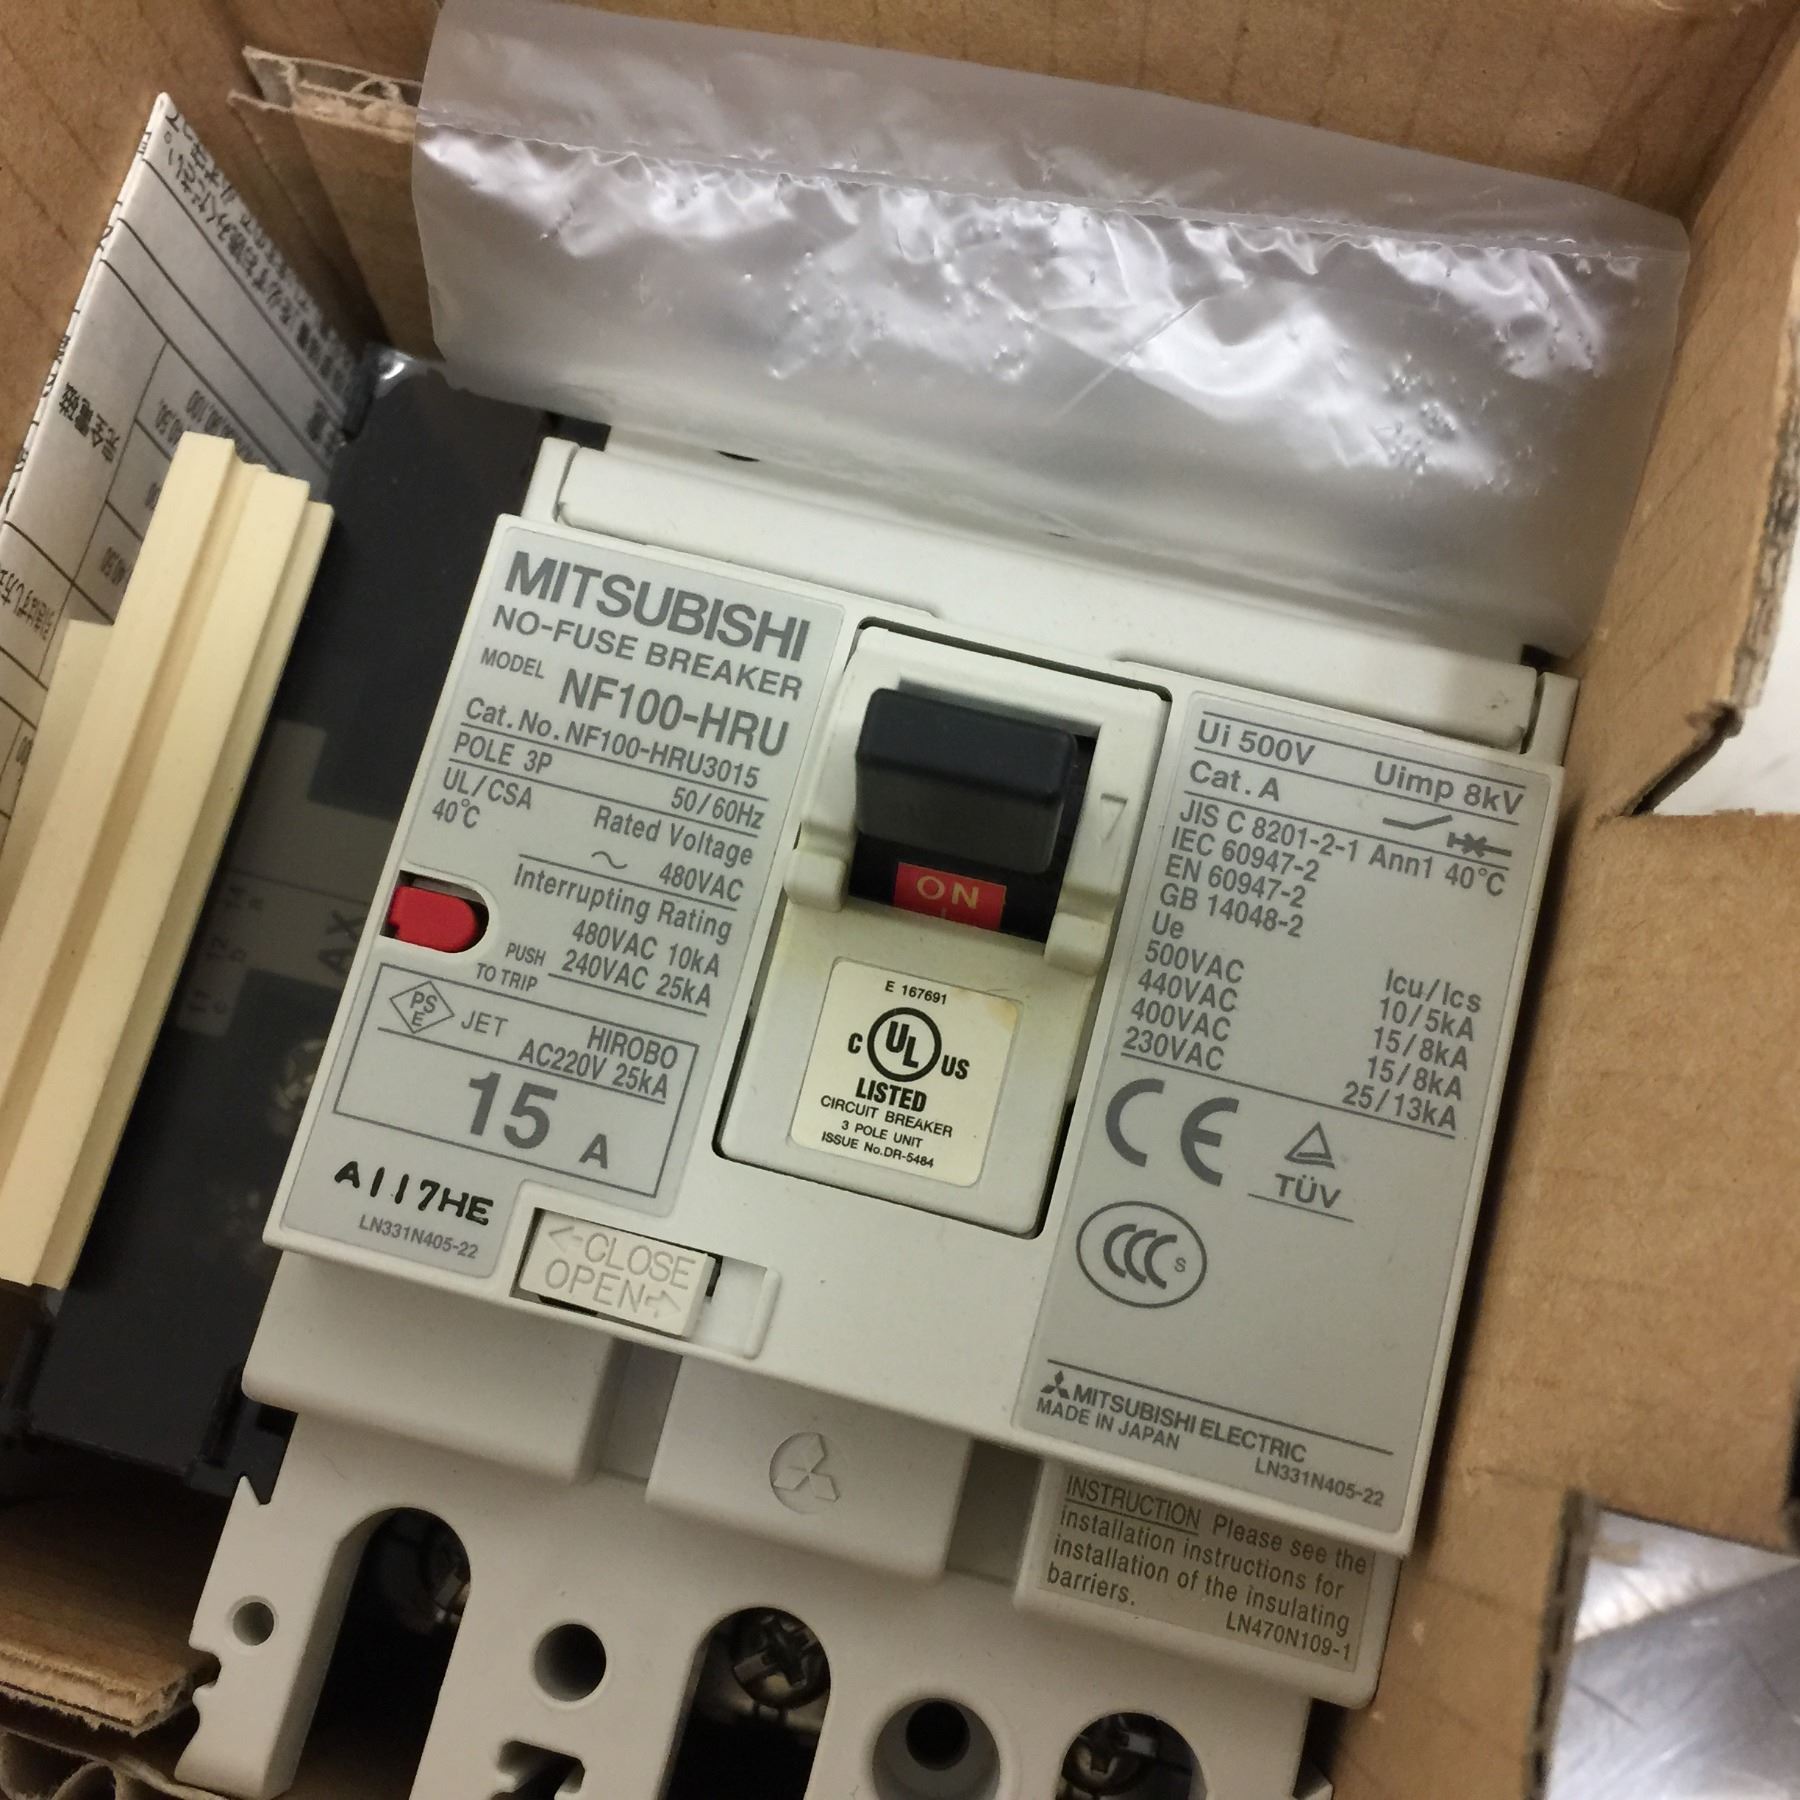 MITSUBISHI
NO-FUSE BREAKER
MODEL NF100-HRU
Cat.No.NF100-HRU3015
POLE 3P 50/60Hz
UL/CSA Rated Voltage
40℃ ~ 480VAC
Interrupting Rating
480VAC 10kA
240VAC 25kA
PUSH
TO TRIP
PS
E JET HIROBO
AC220V 25kA
15 A
A117HE
LN331N405-22
←CLOSE
OPEN→
ON
E 167691
C UL US
LISTED
CIRCUIT BREAKER
3 POLE UNIT
ISSUE No.DR-5484
Ui 500V Uimp 8kV
Cat.A
JIS C 8201-2-1 Ann1 40℃
IEC 60947-2
EN 60947-2
GB 14048-2
Ue Icu/Ics
500VAC 10/5kA
440VAC 15/8kA
400VAC 15/8kA
230VAC 25/13kA
CE
TÜV
CCC S
MITSUBISHI ELECTRIC
MADE IN JAPAN
LN331N405-22
INSTRUCTION Please see the
installation instructions for
installation of the insulating
barriers.
LN470N109-1
AX
完全電磁